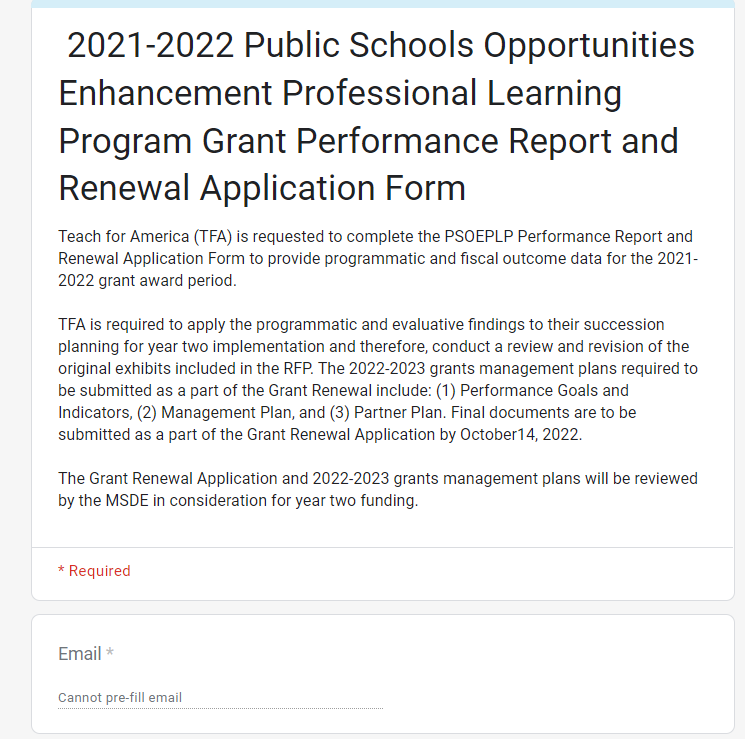 2021-2022 Public Schools Opportunities
Enhancement Professional Learning
Program Grant Performance Report and
Renewal Application Form
Teach for America (TFA) is requested to complete the PSOEPLP Performance Report and
Renewal Application Form to provide programmatic and fiscal outcome data for the 2021-
2022 grant award period.
TFA is required to apply the programmatic and evaluative findings to their succession
planning for year two implementation and therefore, conduct a review and revision of the
original exhibits included in the RFP. The 2022-2023 grants management plans required to
be submitted as a part of the Grant Renewal include: (1) Performance Goals and
Indicators, (2) Management Plan, and (3) Partner Plan. Final documents are to be
submitted as a part of the Grant Renewal Application by October14, 2022.
The Grant Renewal Application and 2022-2023 grants management plans will be reviewed
by the MSDE in consideration for year two funding.
* Required
Email *
Cannot pre-fill email